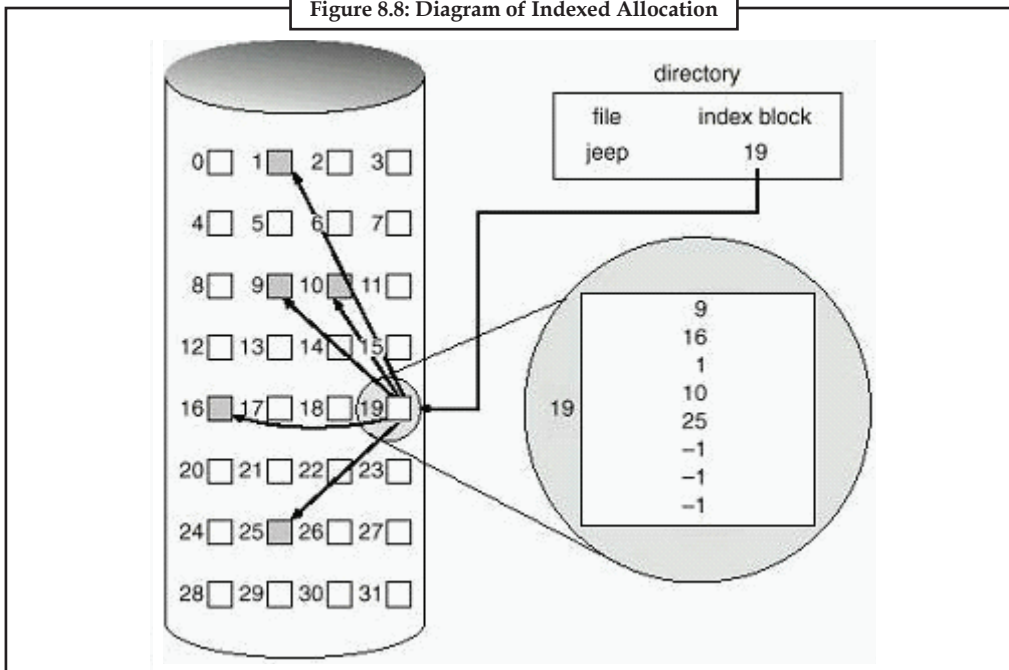 Figure 8.8: Diagram of Indexed Allocation
directory
file index block
jeep 19
0 1 2 3
4 5 6 7
8 9 10 11
12 13 14 15
16 17 18 19
20 21 22 23
24 25 26 27
28 29 30 31
9
16
1
10
19 25
–1
–1
–1